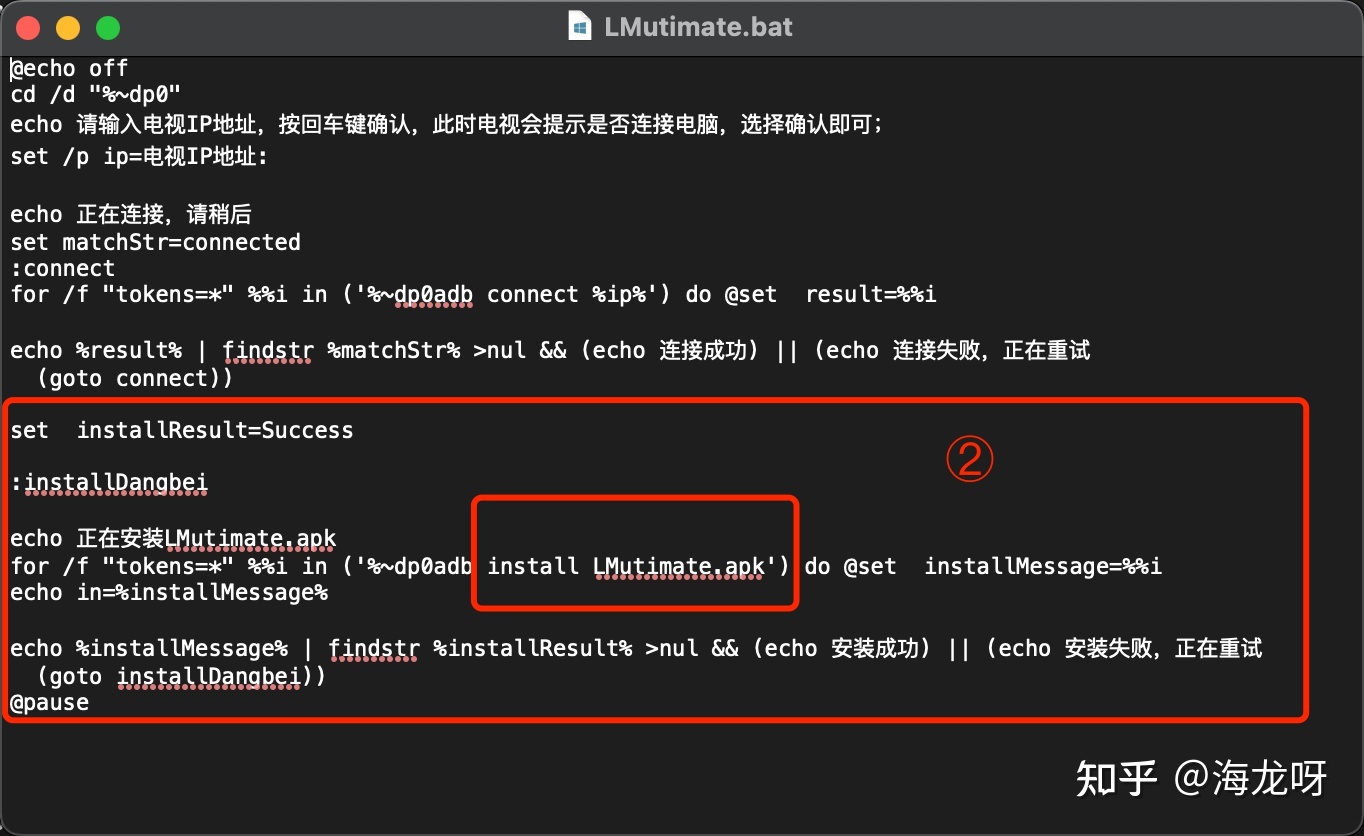 LMutimate.bat
@echo off
cd /d "%~dp0"
echo 请输入电视IP地址，按回车键确认，此时电视会提示是否连接电脑，选择确认即可；
set /p ip=电视IP地址:
echo 正在连接，请稍后
set matchStr=connected
:connect
for /f "tokens=*" %%i in ('%~dp0adb connect %ip%') do @set  result=%%i
echo %result% | findstr %matchStr% >nul && (echo 连接成功) || (echo 连接失败，正在重试
(goto connect))
set  installResult=Success
②
:installDangbei
echo 正在安装LMutimate.apk
for /f "tokens=*" %%i in ('%~dp0adb install LMutimate.apk') do @set  installMessage=%%i
echo in=%installMessage%
echo %installMessage% | findstr %installResult% >nul && (echo 安装成功) || (echo 安装失败，正在重试
(goto installDangbei))
@pause
知乎 @海龙呀